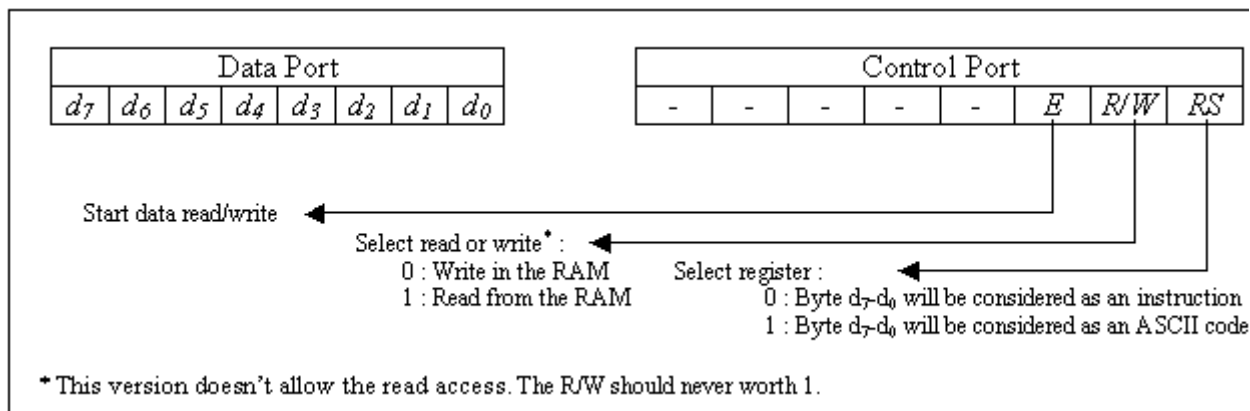 Data Port
d7 d6 d5 d4 d3 d2 d1 d0
Control Port
- - - - - E R/W RS
Start data read/write
Select read or write* :
0 : Write in the RAM
1 : Read from the RAM
Select register :
0 : Byte d7-d0 will be considered as an instruction
1 : Byte d7-d0 will be considered as an ASCII code
* This version doesn't allow the read access. The R/W should never worth 1.